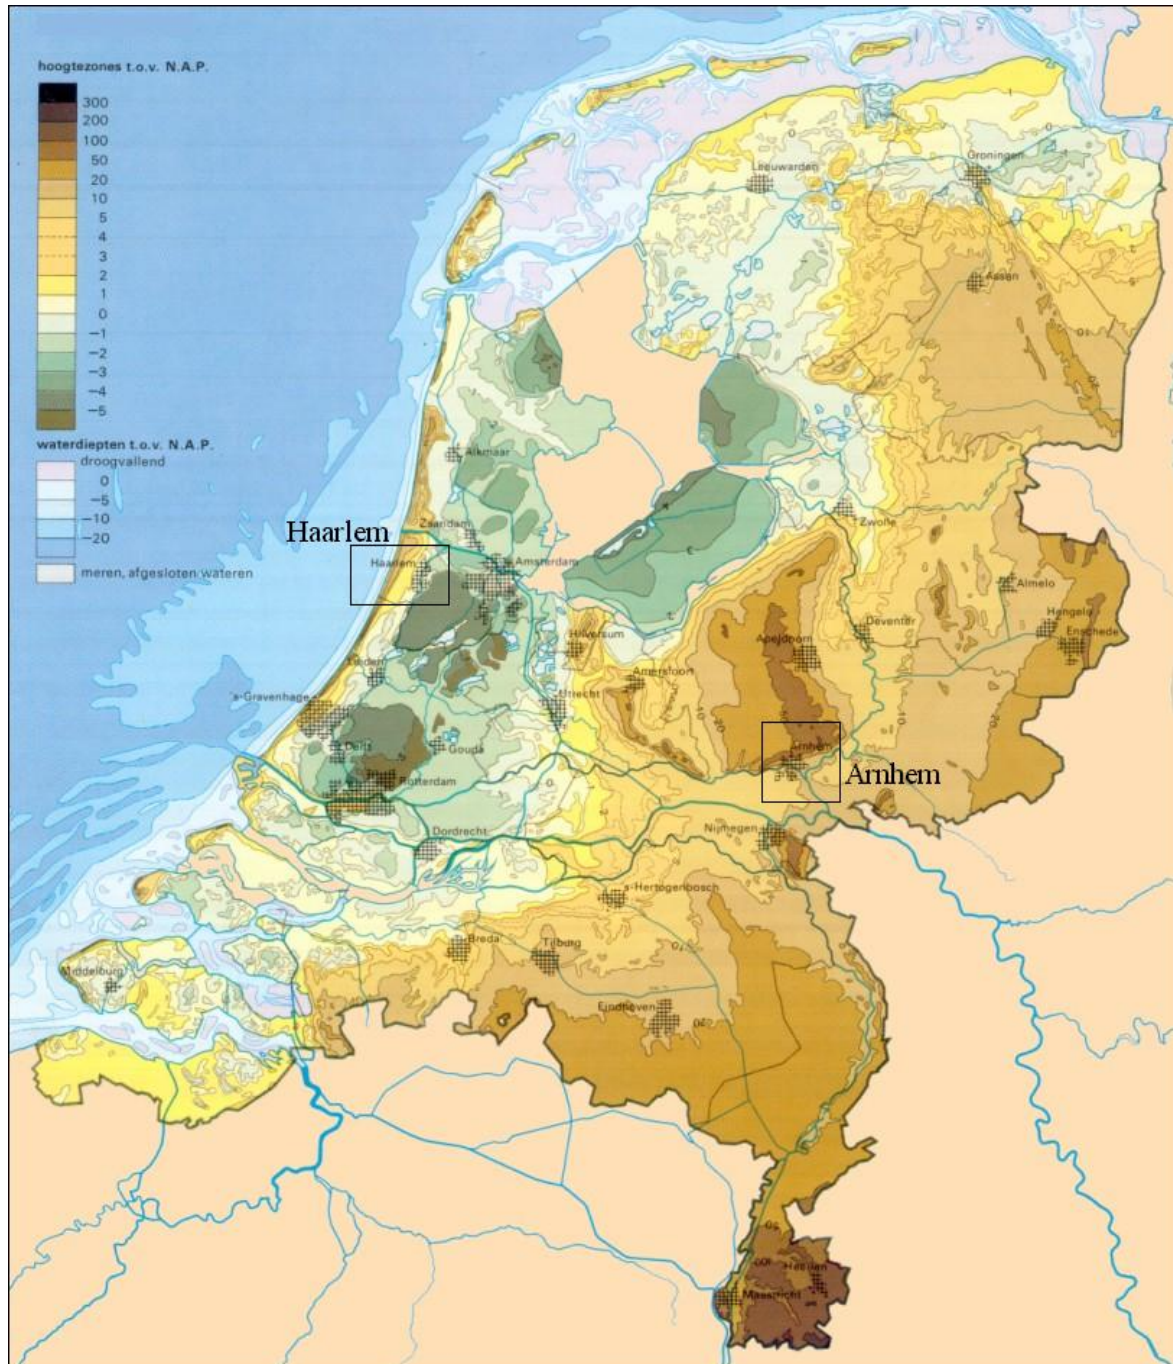 hoogtezones t.o.v. N.A.P.
300
200
100
50
20
10
5
4
3
2
1
0
−1
−2
−3
−4
−5
waterdiepten t.o.v. N.A.P.
droogvallend
0
−5
−10
−20
meren, afgesloten wateren
Leeuwarden
Groningen
Assen
Alkmaar
Zaandam
Haarlem
Haarlem
Amsterdam
Zwolle
Almelo
Hengelo
Enschede
Deventer
Apeldoorn
Hilversum
Amersfoort
Leiden
's-Gravenhage
Utrecht
Delft
Gouda
Rotterdam
Arnhem
Arnhem
Dordrecht
Nijmegen
's-Hertogenbosch
Breda
Tilburg
Middelburg
Eindhoven
Heerlen
Maastricht